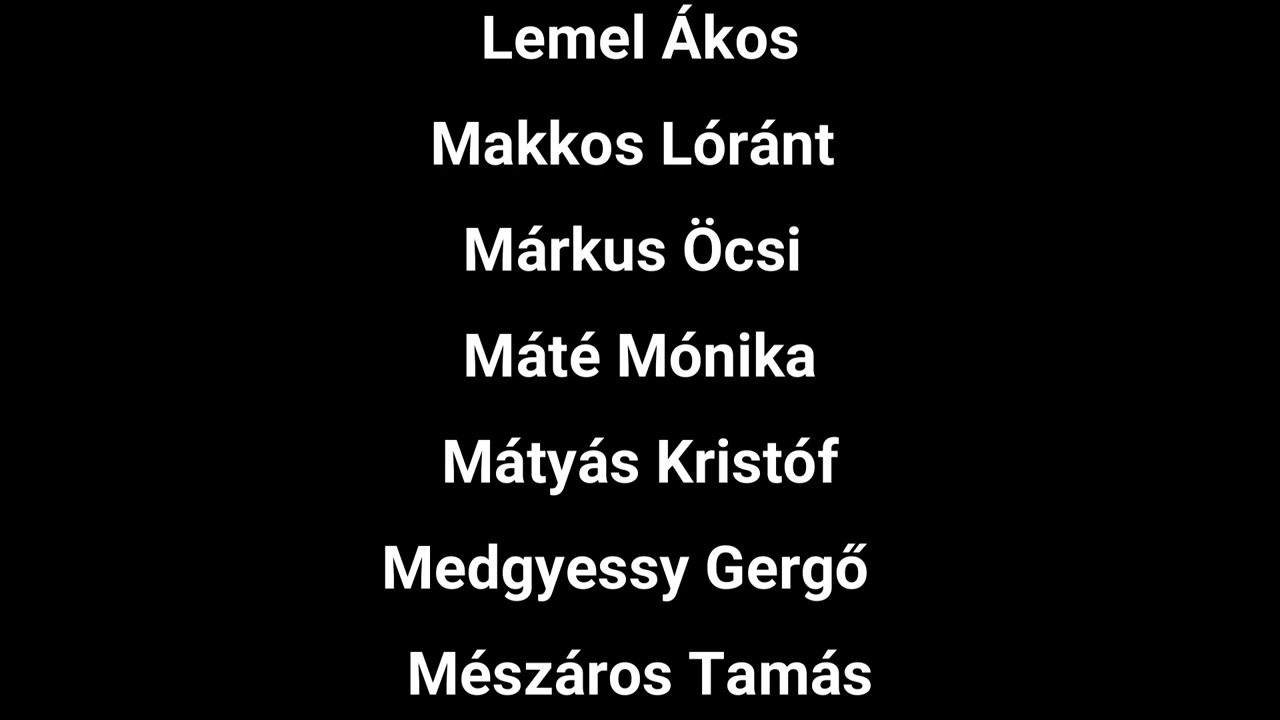 Lemel Ákos
Makkos Lóránt
Márkus Öcsi
Máté Mónika
Mátyás Kristóf
Medgyessy Gergő
Mészáros Tamás